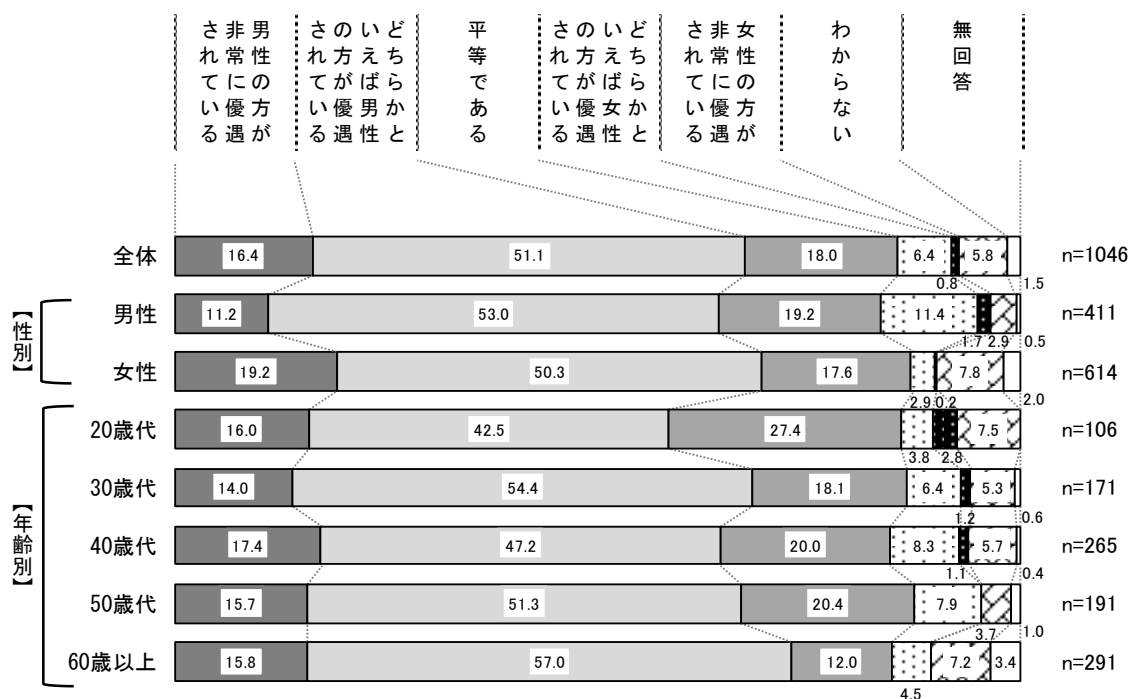 男性の方が
非常に優遇
されている
どちらかと
いえば男性
の方が優遇
されている
平等である
どちらかと
いえば女性
の方が優遇
されている
女性の方が
非常に優遇
されている
わからない
無回答
全体 16.4 51.1 18.0 6.4 0.8 5.8 1.5 n=1046
【性別】
男性 11.2 53.0 19.2 11.4 1.7 2.9 0.5 n=411
女性 19.2 50.3 17.6 2.9 0.2 7.8 2.0 n=614
【年齢別】
20歳代 16.0 42.5 27.4 3.8 2.8 7.5 n=106
30歳代 14.0 54.4 18.1 6.4 1.2 5.3 0.6 n=171
40歳代 17.4 47.2 20.0 8.3 1.1 5.7 0.4 n=265
50歳代 15.7 51.3 20.4 7.9 3.7 1.0 n=191
60歳以上 15.8 57.0 12.0 4.5 7.2 3.4 n=291